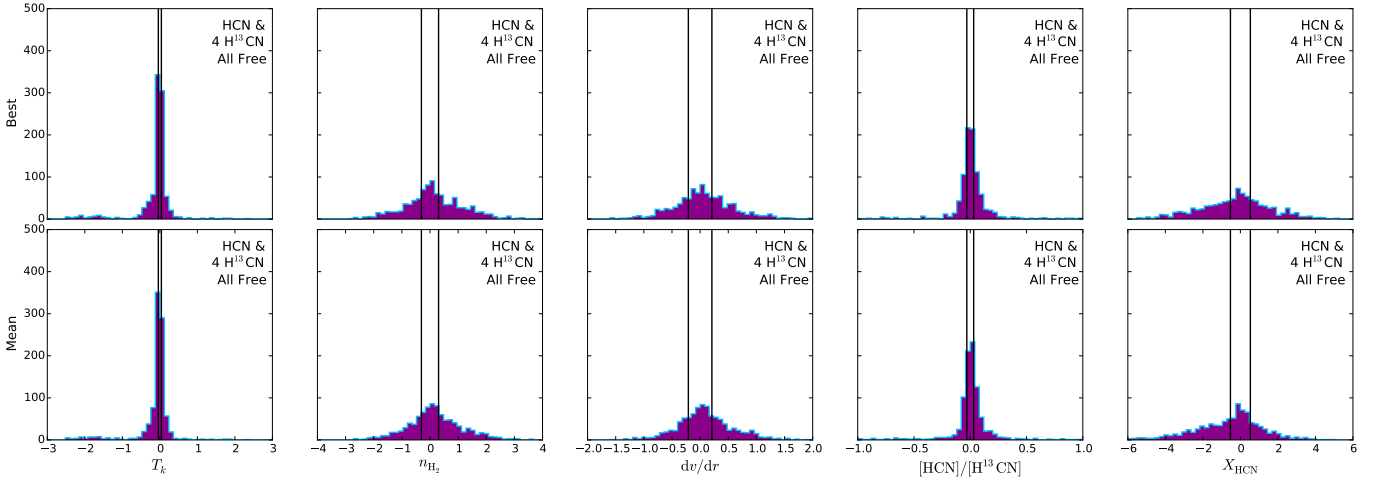 500
400
300
200
100
0
Best
HCN &
4 H¹³CN
All Free
HCN &
4 H¹³CN
All Free
HCN &
4 H¹³CN
All Free
HCN &
4 H¹³CN
All Free
HCN &
4 H¹³CN
All Free
500
400
300
200
100
0
Mean
HCN &
4 H¹³CN
All Free
HCN &
4 H¹³CN
All Free
HCN &
4 H¹³CN
All Free
HCN &
4 H¹³CN
All Free
HCN &
4 H¹³CN
All Free
−3 −2 −1 0 1 2 3
−4 −3 −2 −1 0 1 2 3 4
−2.0 −1.5 −1.0 −0.5 0.0 0.5 1.0 1.5 2.0
−1.0 −0.5 0.0 0.5 1.0
−6 −4 −2 0 2 4 6
Tₖ
n_H₂
dv/dr
[HCN]/[H¹³CN]
X_HCN